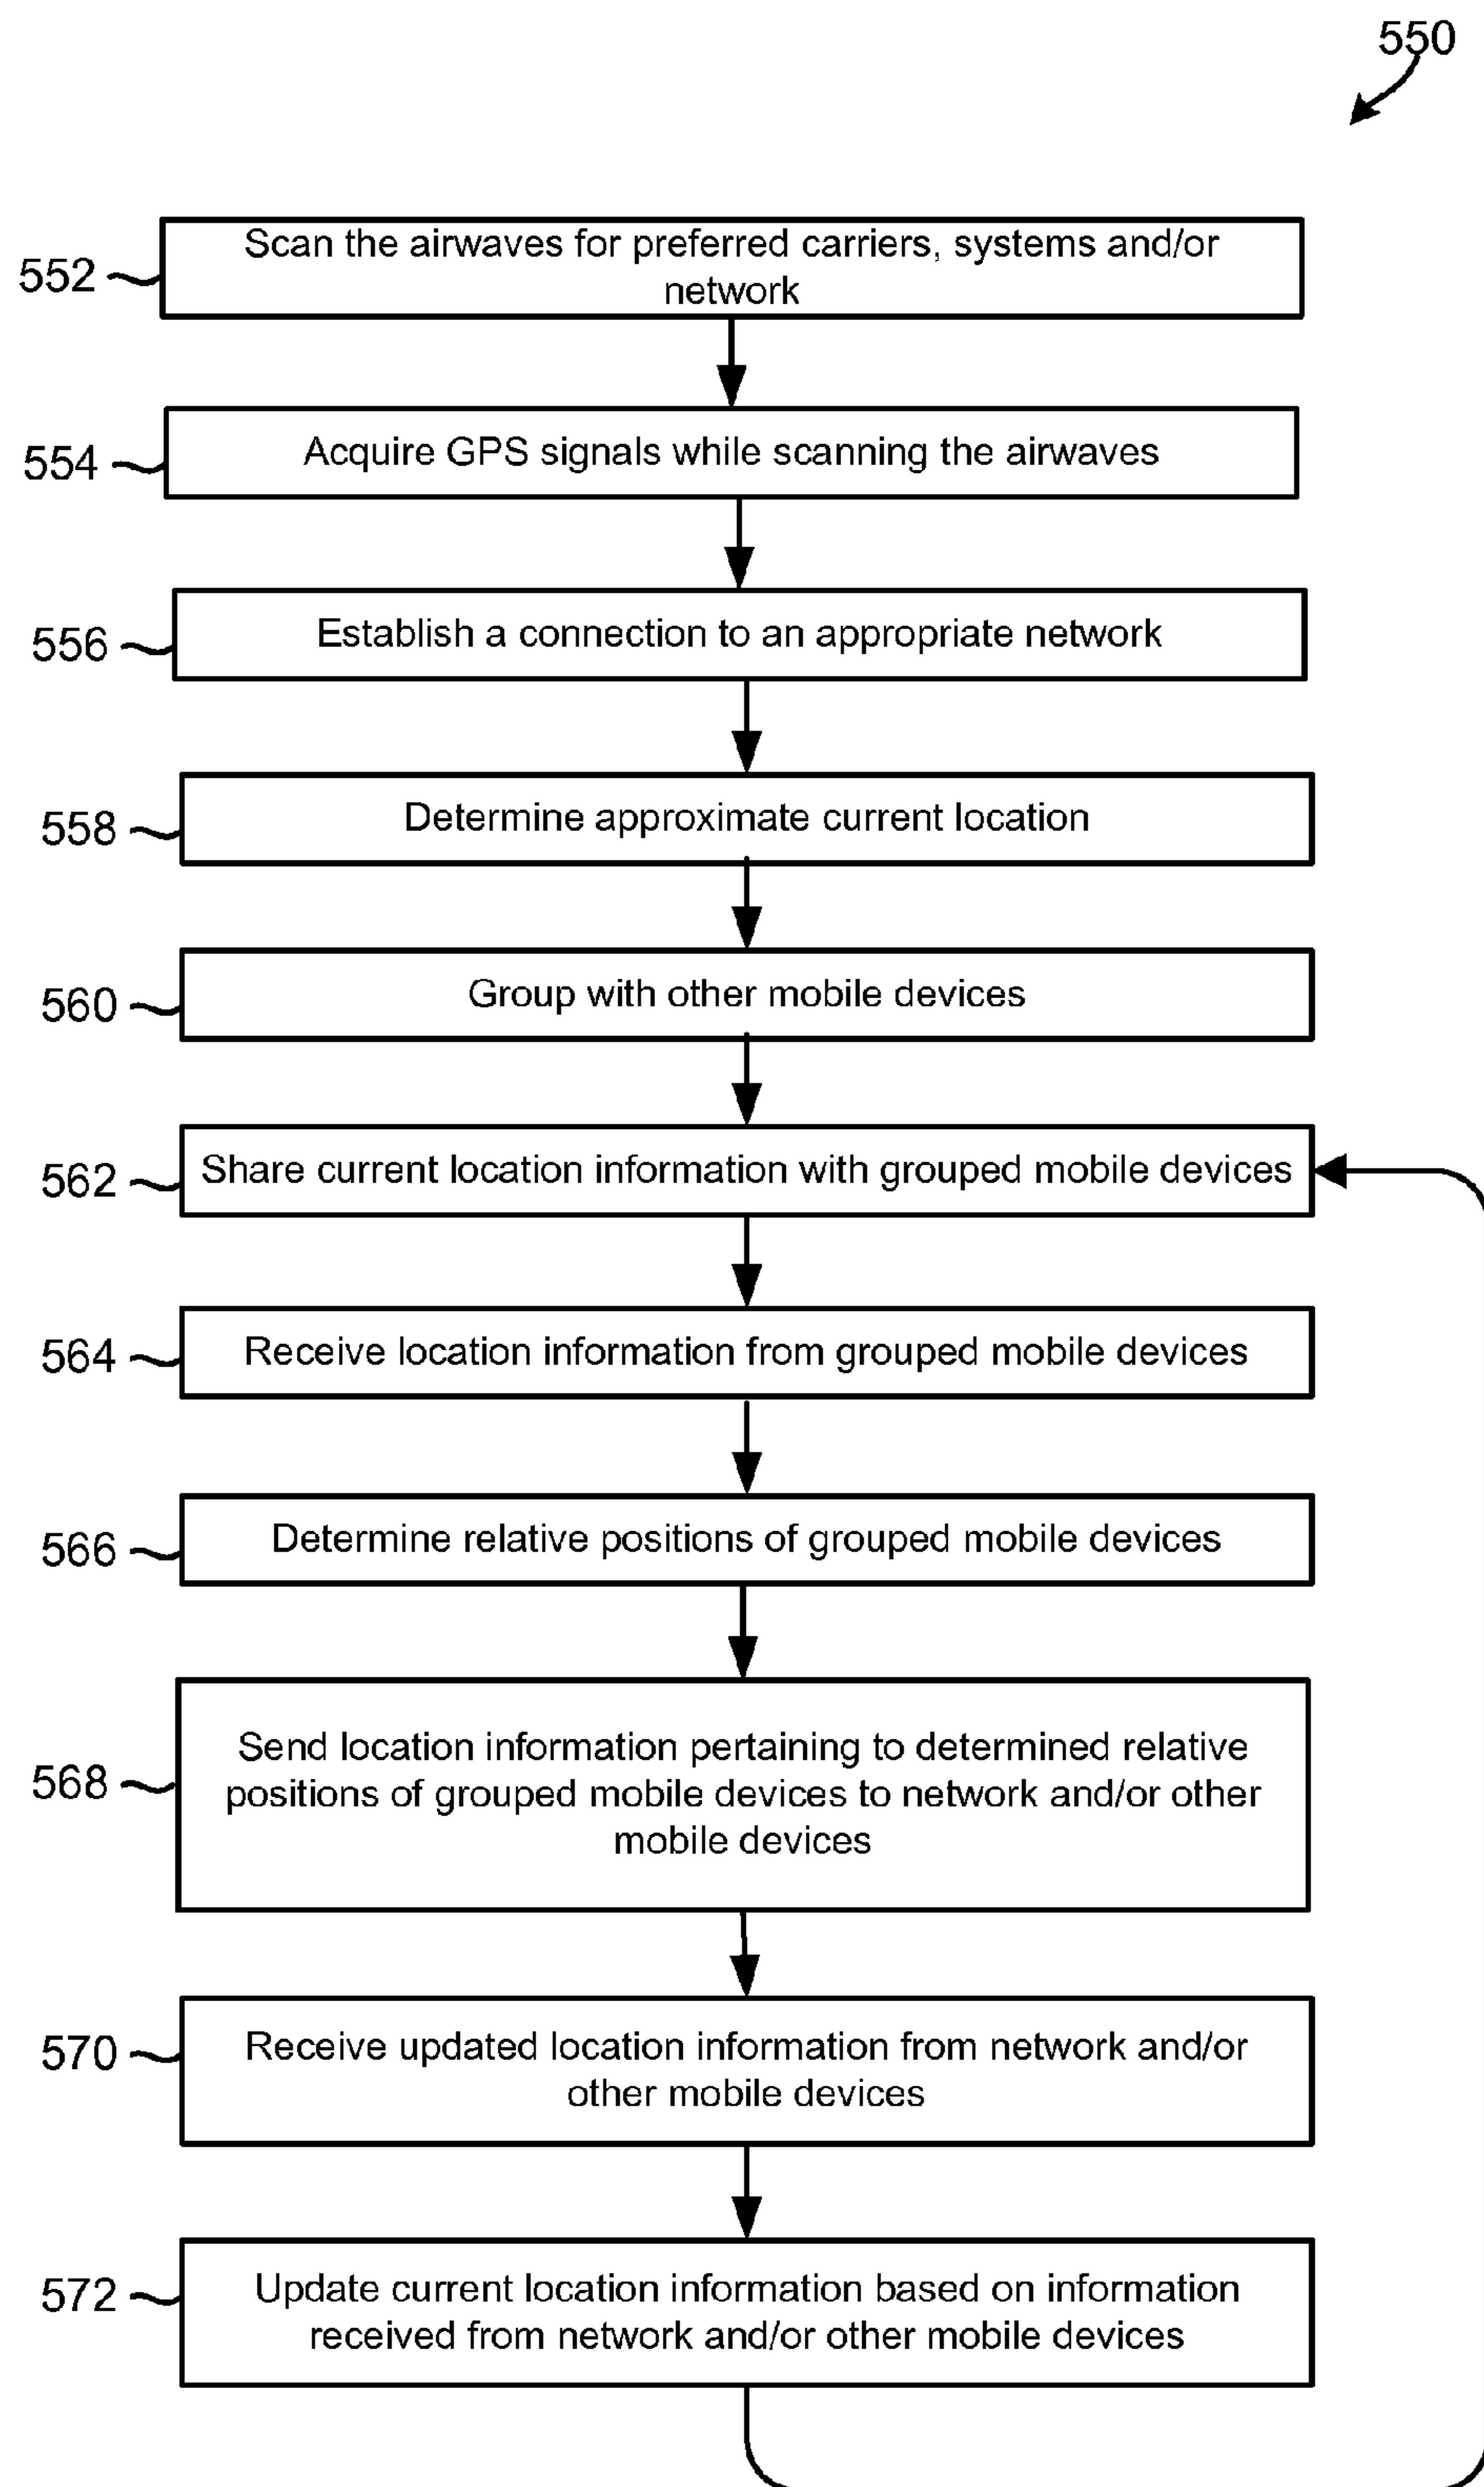 550
552
Scan the airwaves for preferred carriers, systems and/or
network
554
Acquire GPS signals while scanning the airwaves
556
Establish a connection to an appropriate network
558
Determine approximate current location
560
Group with other mobile devices
562
Share current location information with grouped mobile devices
564
Receive location information from grouped mobile devices
566
Determine relative positions of grouped mobile devices
568
Send location information pertaining to determined relative
positions of grouped mobile devices to network and/or other
mobile devices
570
Receive updated location information from network and/or
other mobile devices
572
Update current location information based on information
received from network and/or other mobile devices